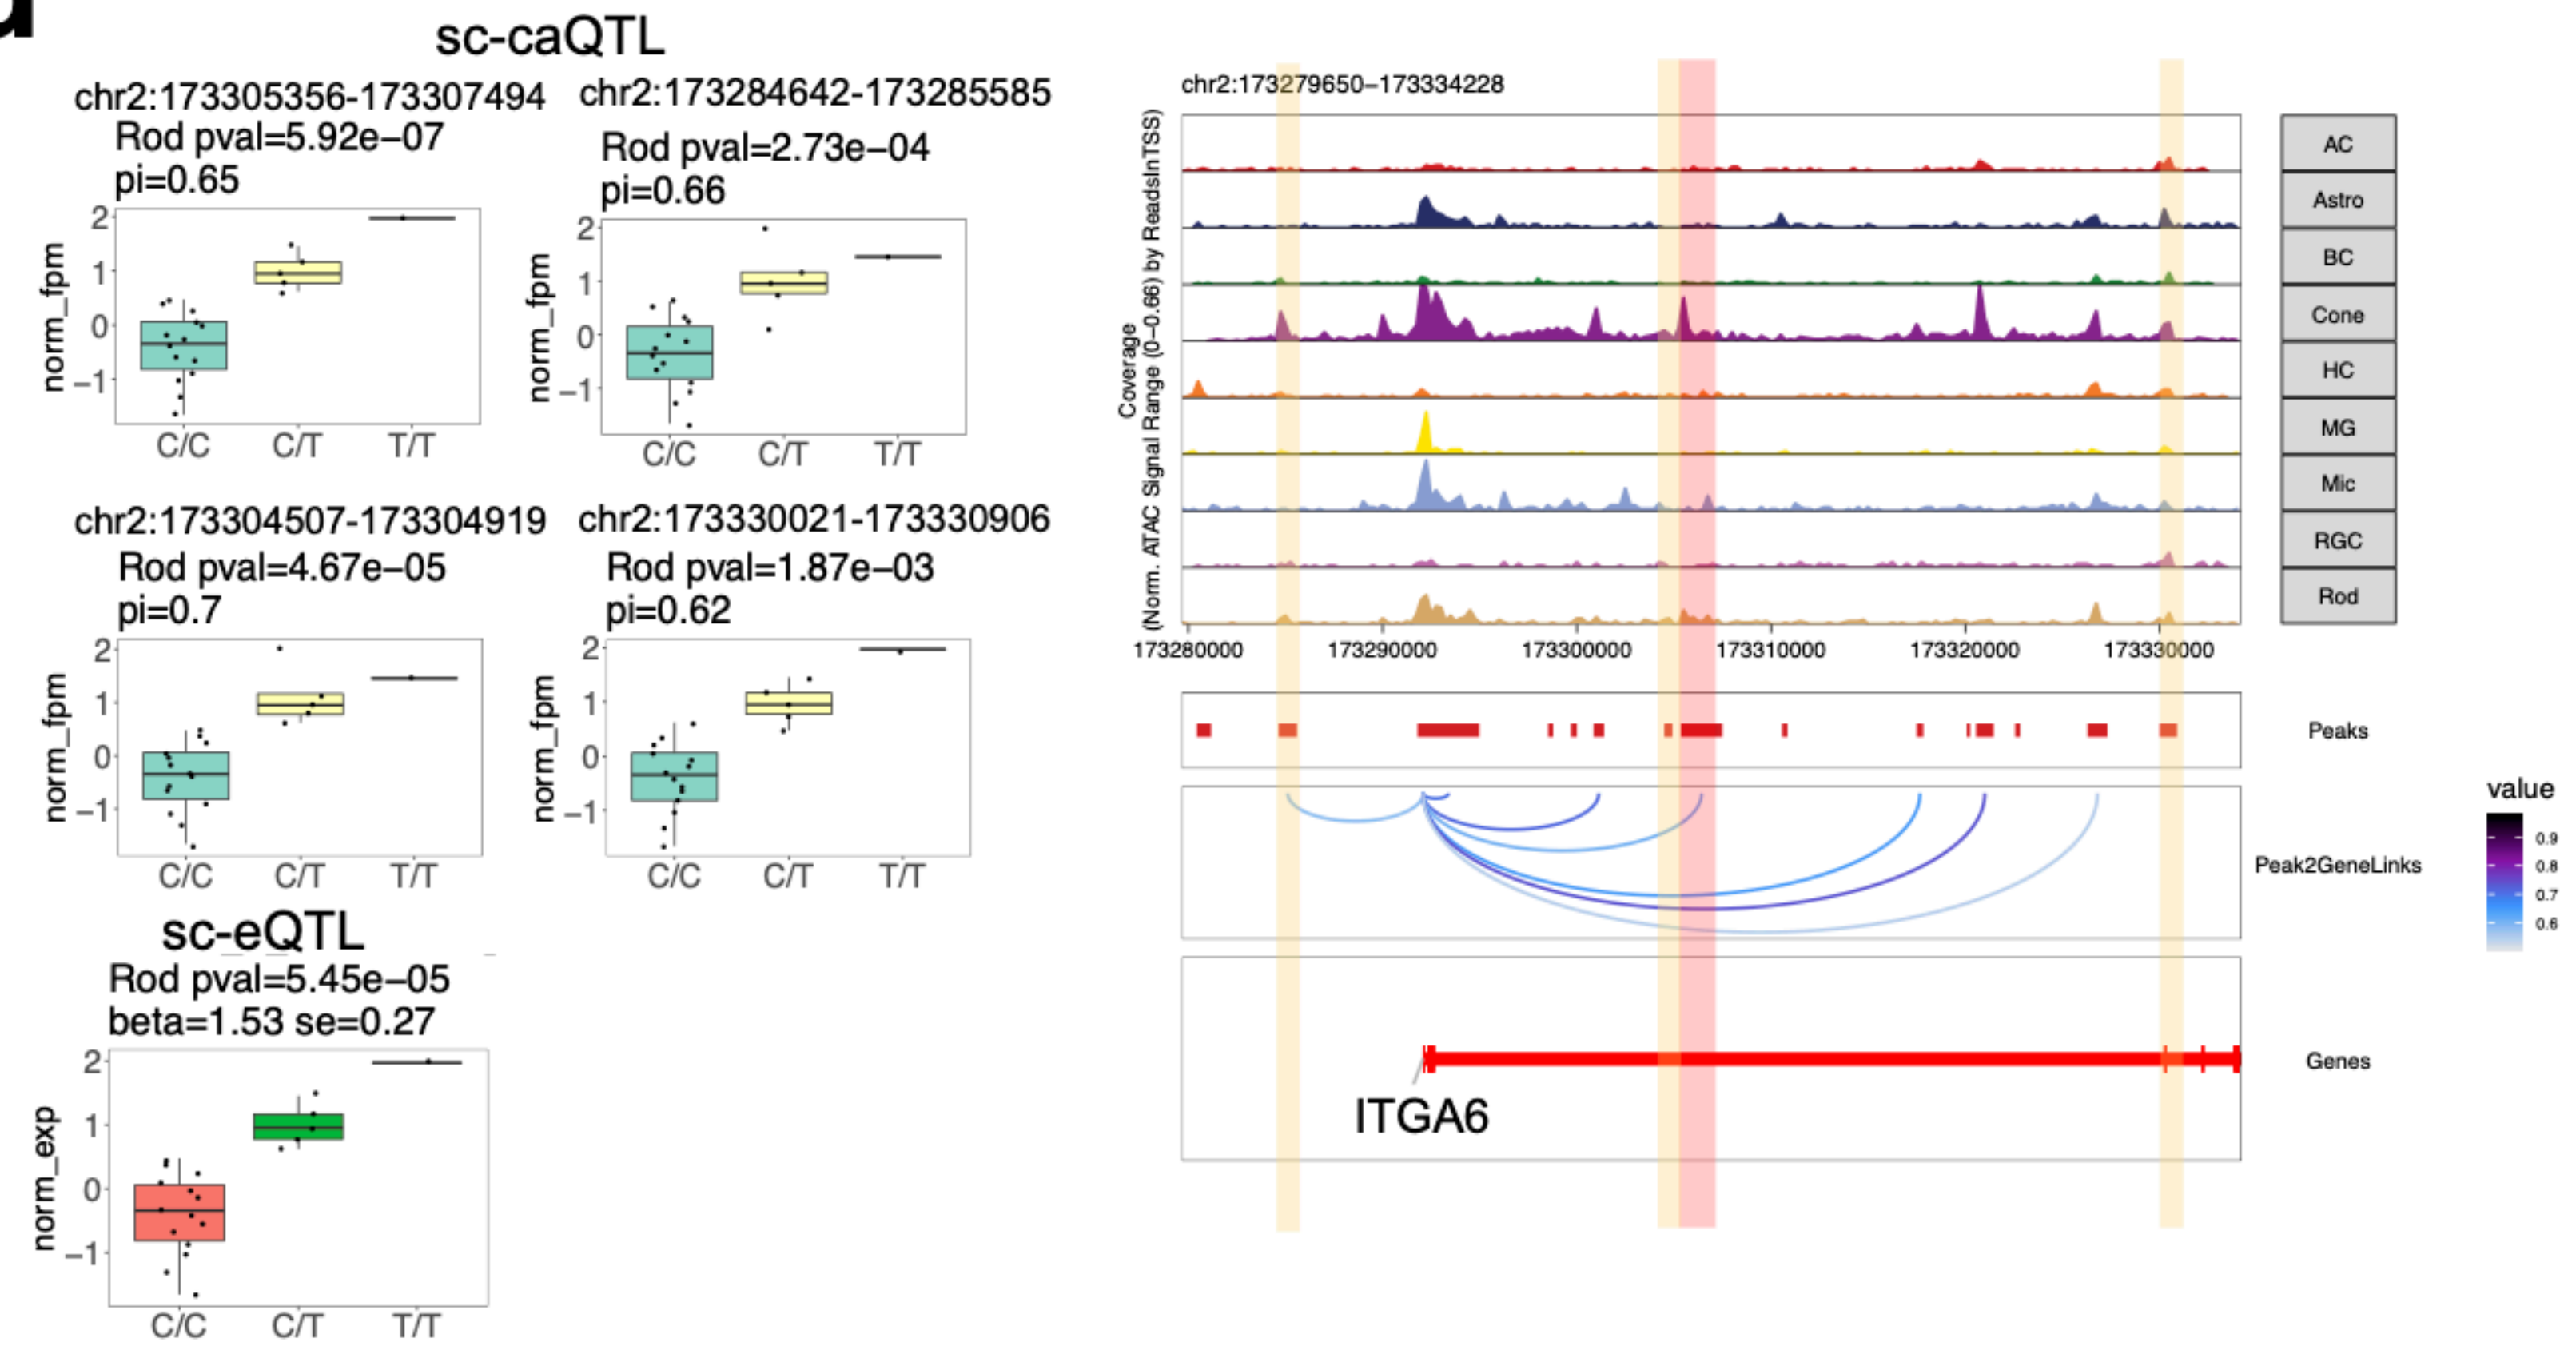 sc-caQTL
chr2:173305356-173307494
Rod pval=5.92e−07
pi=0.65
norm_fpm
2
1
0
−1
C/C C/T T/T
chr2:173284642-173285585
Rod pval=2.73e−04
pi=0.66
norm_fpm
2
1
0
−1
C/C C/T T/T
chr2:173304507-173304919
Rod pval=4.67e−05
pi=0.7
norm_fpm
2
1
0
−1
C/C C/T T/T
chr2:173330021-173330906
Rod pval=1.87e−03
pi=0.62
norm_fpm
2
1
0
−1
C/C C/T T/T
sc-eQTL
Rod pval=5.45e−05
beta=1.53 se=0.27
norm_exp
2
1
0
−1
C/C C/T T/T
chr2:173279650−173334228
Coverage
(Norm. ATAC Signal Range (0−0.66) by ReadsInTSS)
AC
Astro
BC
Cone
HC
MG
Mic
RGC
Rod
173280000 173290000 173300000 173310000 173320000 173330000
Peaks
Peak2GeneLinks
Genes
ITGA6
value
0.9
0.8
0.7
0.6